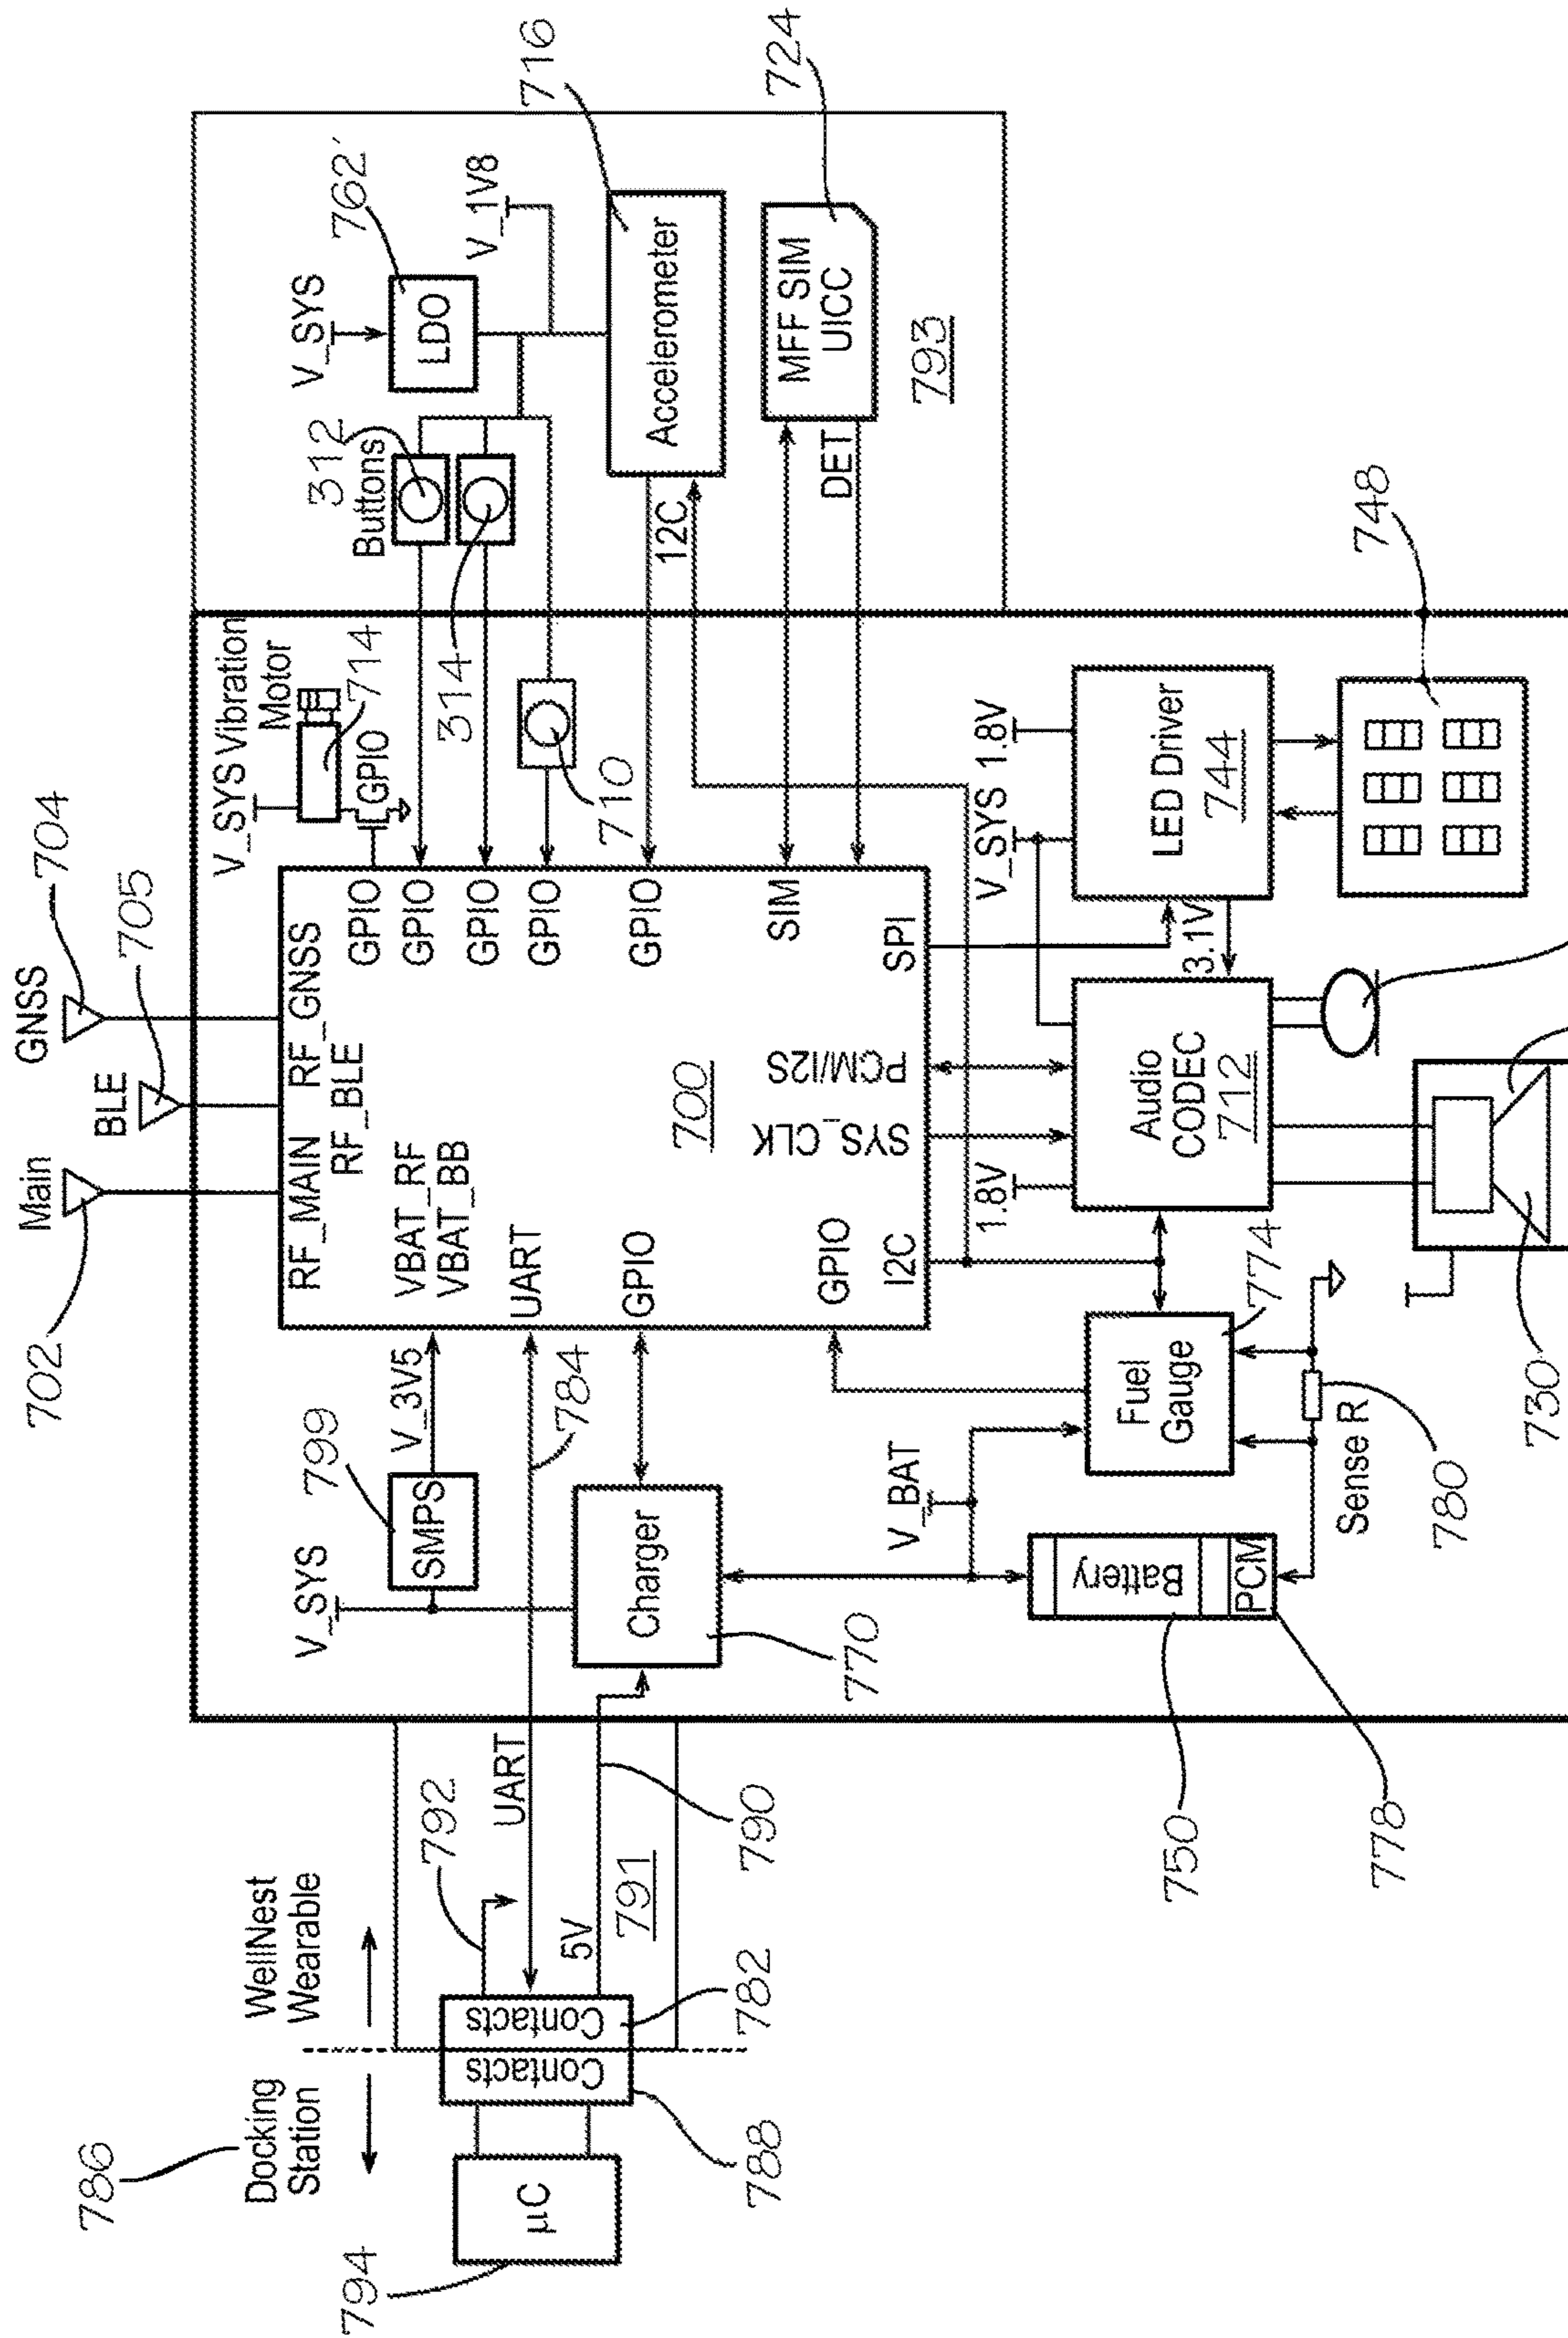 786
Docking
Station
WellNest
Wearable
794
µC
788
Contacts
Contacts
782
792
UART
5V
791
790
702
Main
BLE
705
GNSS
704
V_SYS
799
SMPS
V_3V5
784
Charger
770
RF_MAIN
RF_GNSS
RF_BLE
VBAT_RF
VBAT_BB
UART
GPIO
GPIO
I2C
700
SYS_CLK
PCM/I2S
GPIO
GPIO
GPIO
GPIO
GPIO
SIM
SPI
V_SYS
Vibration
Motor
714
GPIO
314
710
312
Buttons
V_SYS
LDO
762'
V_1V8
716
Accelerometer
12C
MFF SIM
UICC
724
DET
793
V_BAT
Battery
PCM
750
778
Fuel
Gauge
774
Sense R
780
1.8V
Audio
CODEC
712
V_SYS
1.8V
3.1V
LED Driver
744
748
730